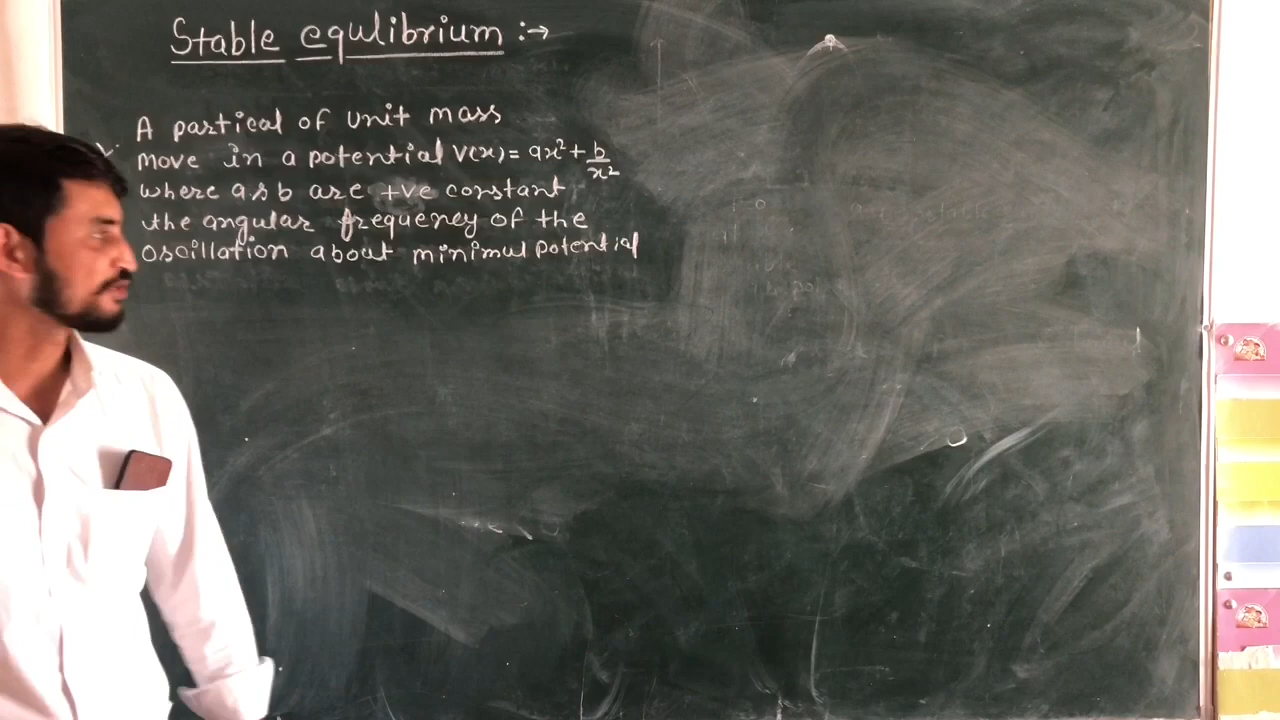 Stable equlibrium :→
A partical of unit mass
move in a potential V(x) = ax² + b/x²
where a & b are +ve constant,
the angular frequency of the
oscillation about minimul potential